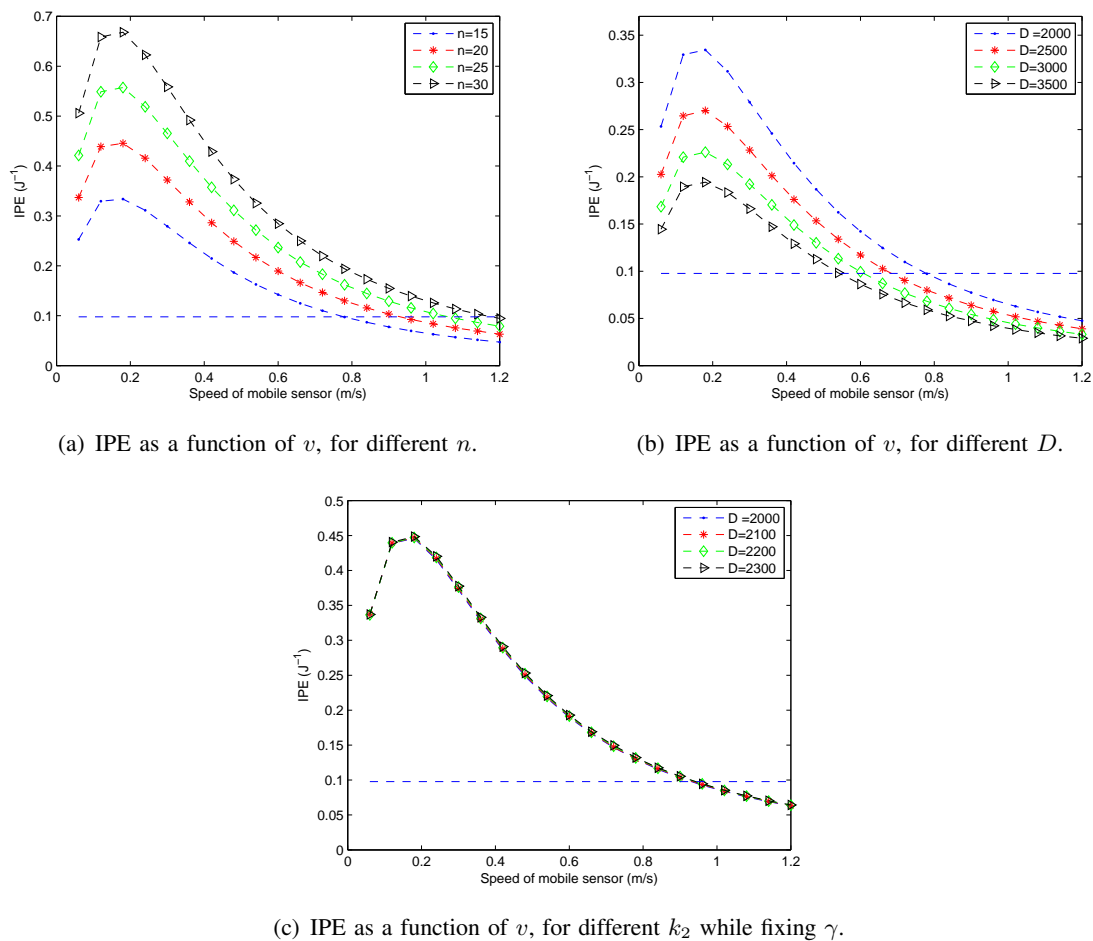 0.7
0.6
0.5
0.4
0.3
0.2
0.1
0
0 0.2 0.4 0.6 0.8 1 1.2
Speed of mobile sensor (m/s)
IPE (J⁻¹)
n=15
n=20
n=25
n=30
(a) IPE as a function of v, for different n.
0.35
0.3
0.25
0.2
0.15
0.1
0.05
0
0 0.2 0.4 0.6 0.8 1 1.2
Speed of mobile sensor (m/s)
IPE (J⁻¹)
D =2000
D=2500
D=3000
D=3500
(b) IPE as a function of v, for different D.
0.5
0.45
0.4
0.35
0.3
0.25
0.2
0.15
0.1
0.05
0
0 0.2 0.4 0.6 0.8 1 1.2
Speed of mobile sensor (m/s)
IPE (J⁻¹)
D =2000
D=2100
D=2200
D=2300
(c) IPE as a function of v, for different k₂ while fixing γ.